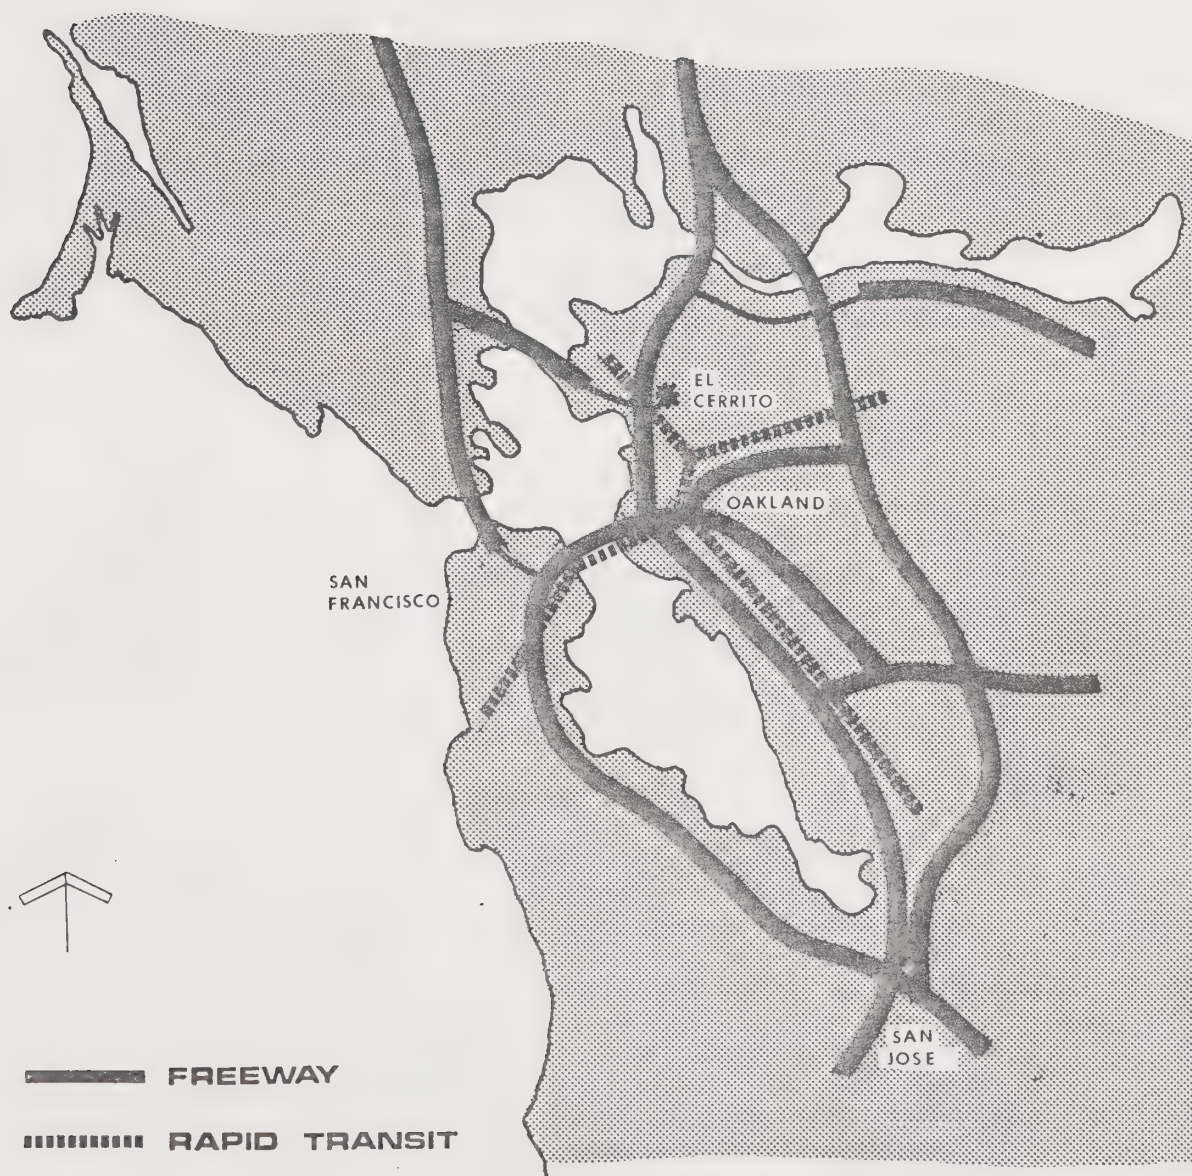 EL
CERRITO
OAKLAND
SAN
FRANCISCO
SAN
JOSE
FREEWAY
RAPID TRANSIT